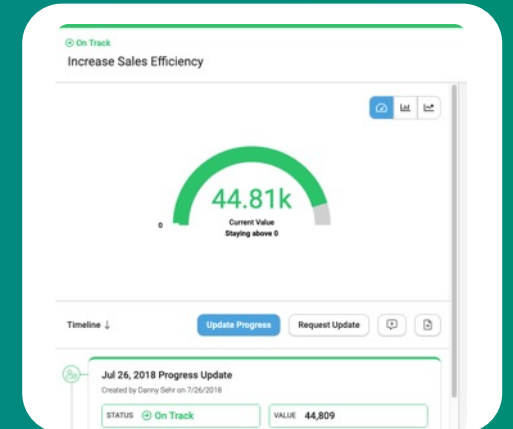 On Track
Increase Sales Efficiency
44.81k
0
Current Value
Staying above 0
Timeline ↓
Update Progress
Request Update
Jul 26, 2018 Progress Update
Created by Danny Sehr on 7/26/2018
STATUS On Track
VALUE 44,809